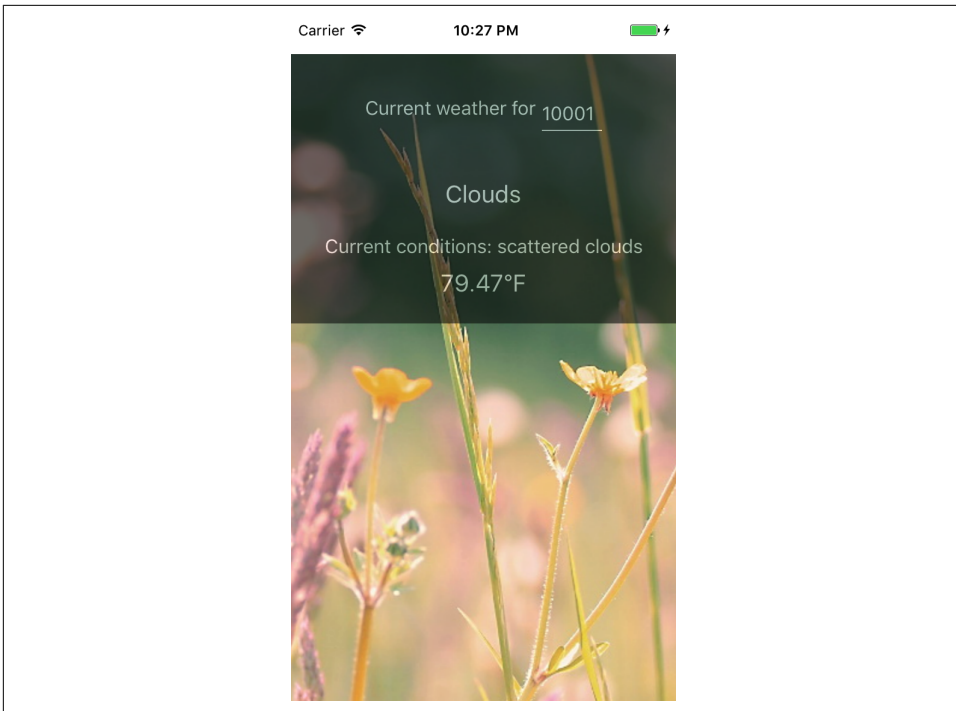 Carrier 10:27 PM
Current weather for 10001
Clouds
Current conditions: scattered clouds
79.47°F